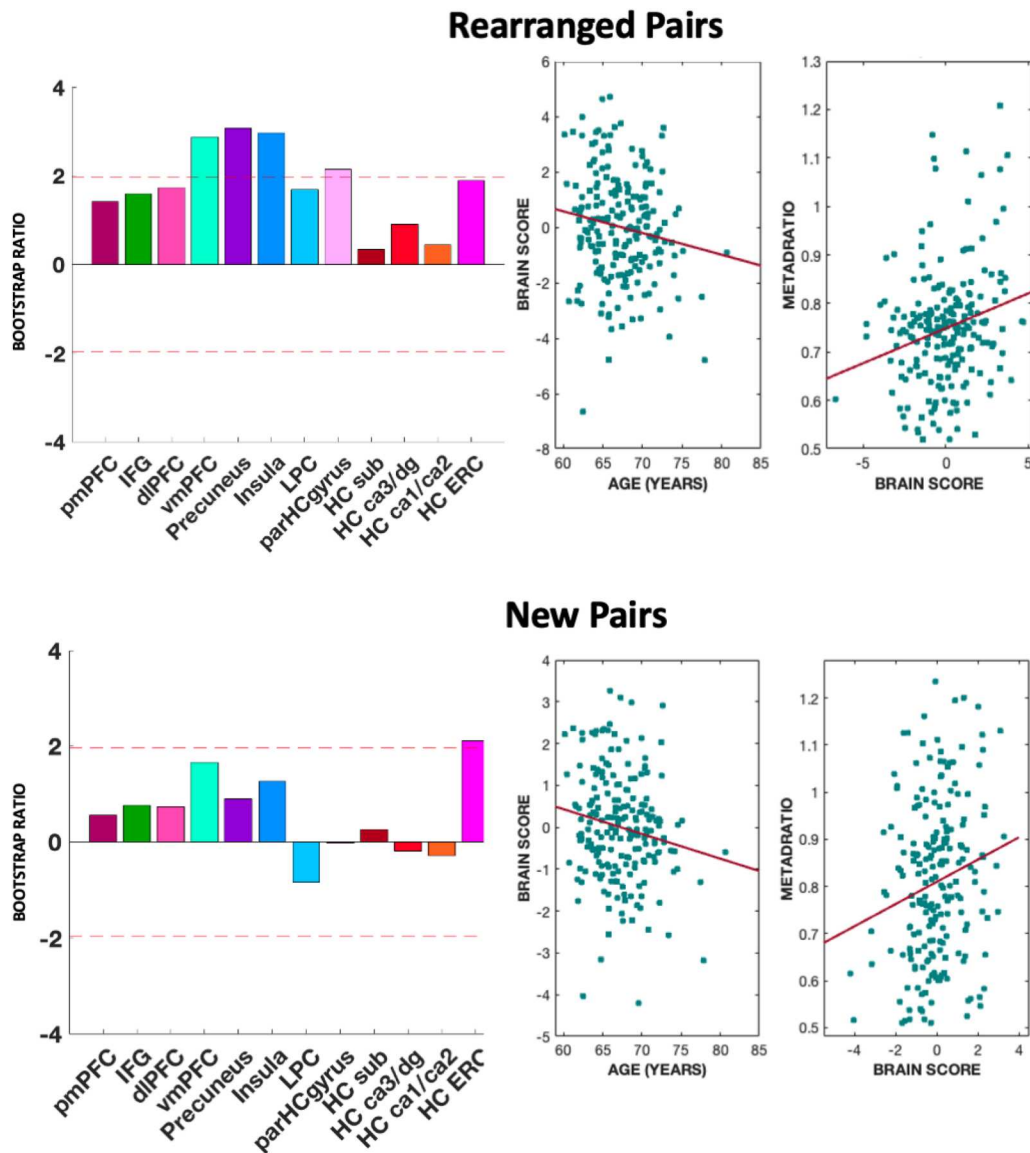 Rearranged Pairs
BOOTSTRAP RATIO
4
2
0
-2
-4
pmPFC
IFG
dlPFC
vmPFC
Precuneus
Insula
LPC
parHCgyrus
HC sub
HC ca3/dg
HC ca1/ca2
HC ERC
BRAIN SCORE
6
4
2
0
-2
-4
-6
-8
60 65 70 75 80 85
AGE (YEARS)
METADRATIO
1.3
1.2
1.1
1
0.9
0.8
0.7
0.6
0.5
-5 0 5
BRAIN SCORE
New Pairs
BOOTSTRAP RATIO
4
2
0
-2
-4
pmPFC
IFG
dlPFC
vmPFC
Precuneus
Insula
LPC
parHCgyrus
HC sub
HC ca3/dg
HC ca1/ca2
HC ERC
BRAIN SCORE
4
3
2
1
0
-1
-2
-3
-4
-5
60 65 70 75 80 85
AGE (YEARS)
METADRATIO
1.2
1.1
1
0.9
0.8
0.7
0.6
0.5
-4 -2 0 2 4
BRAIN SCORE